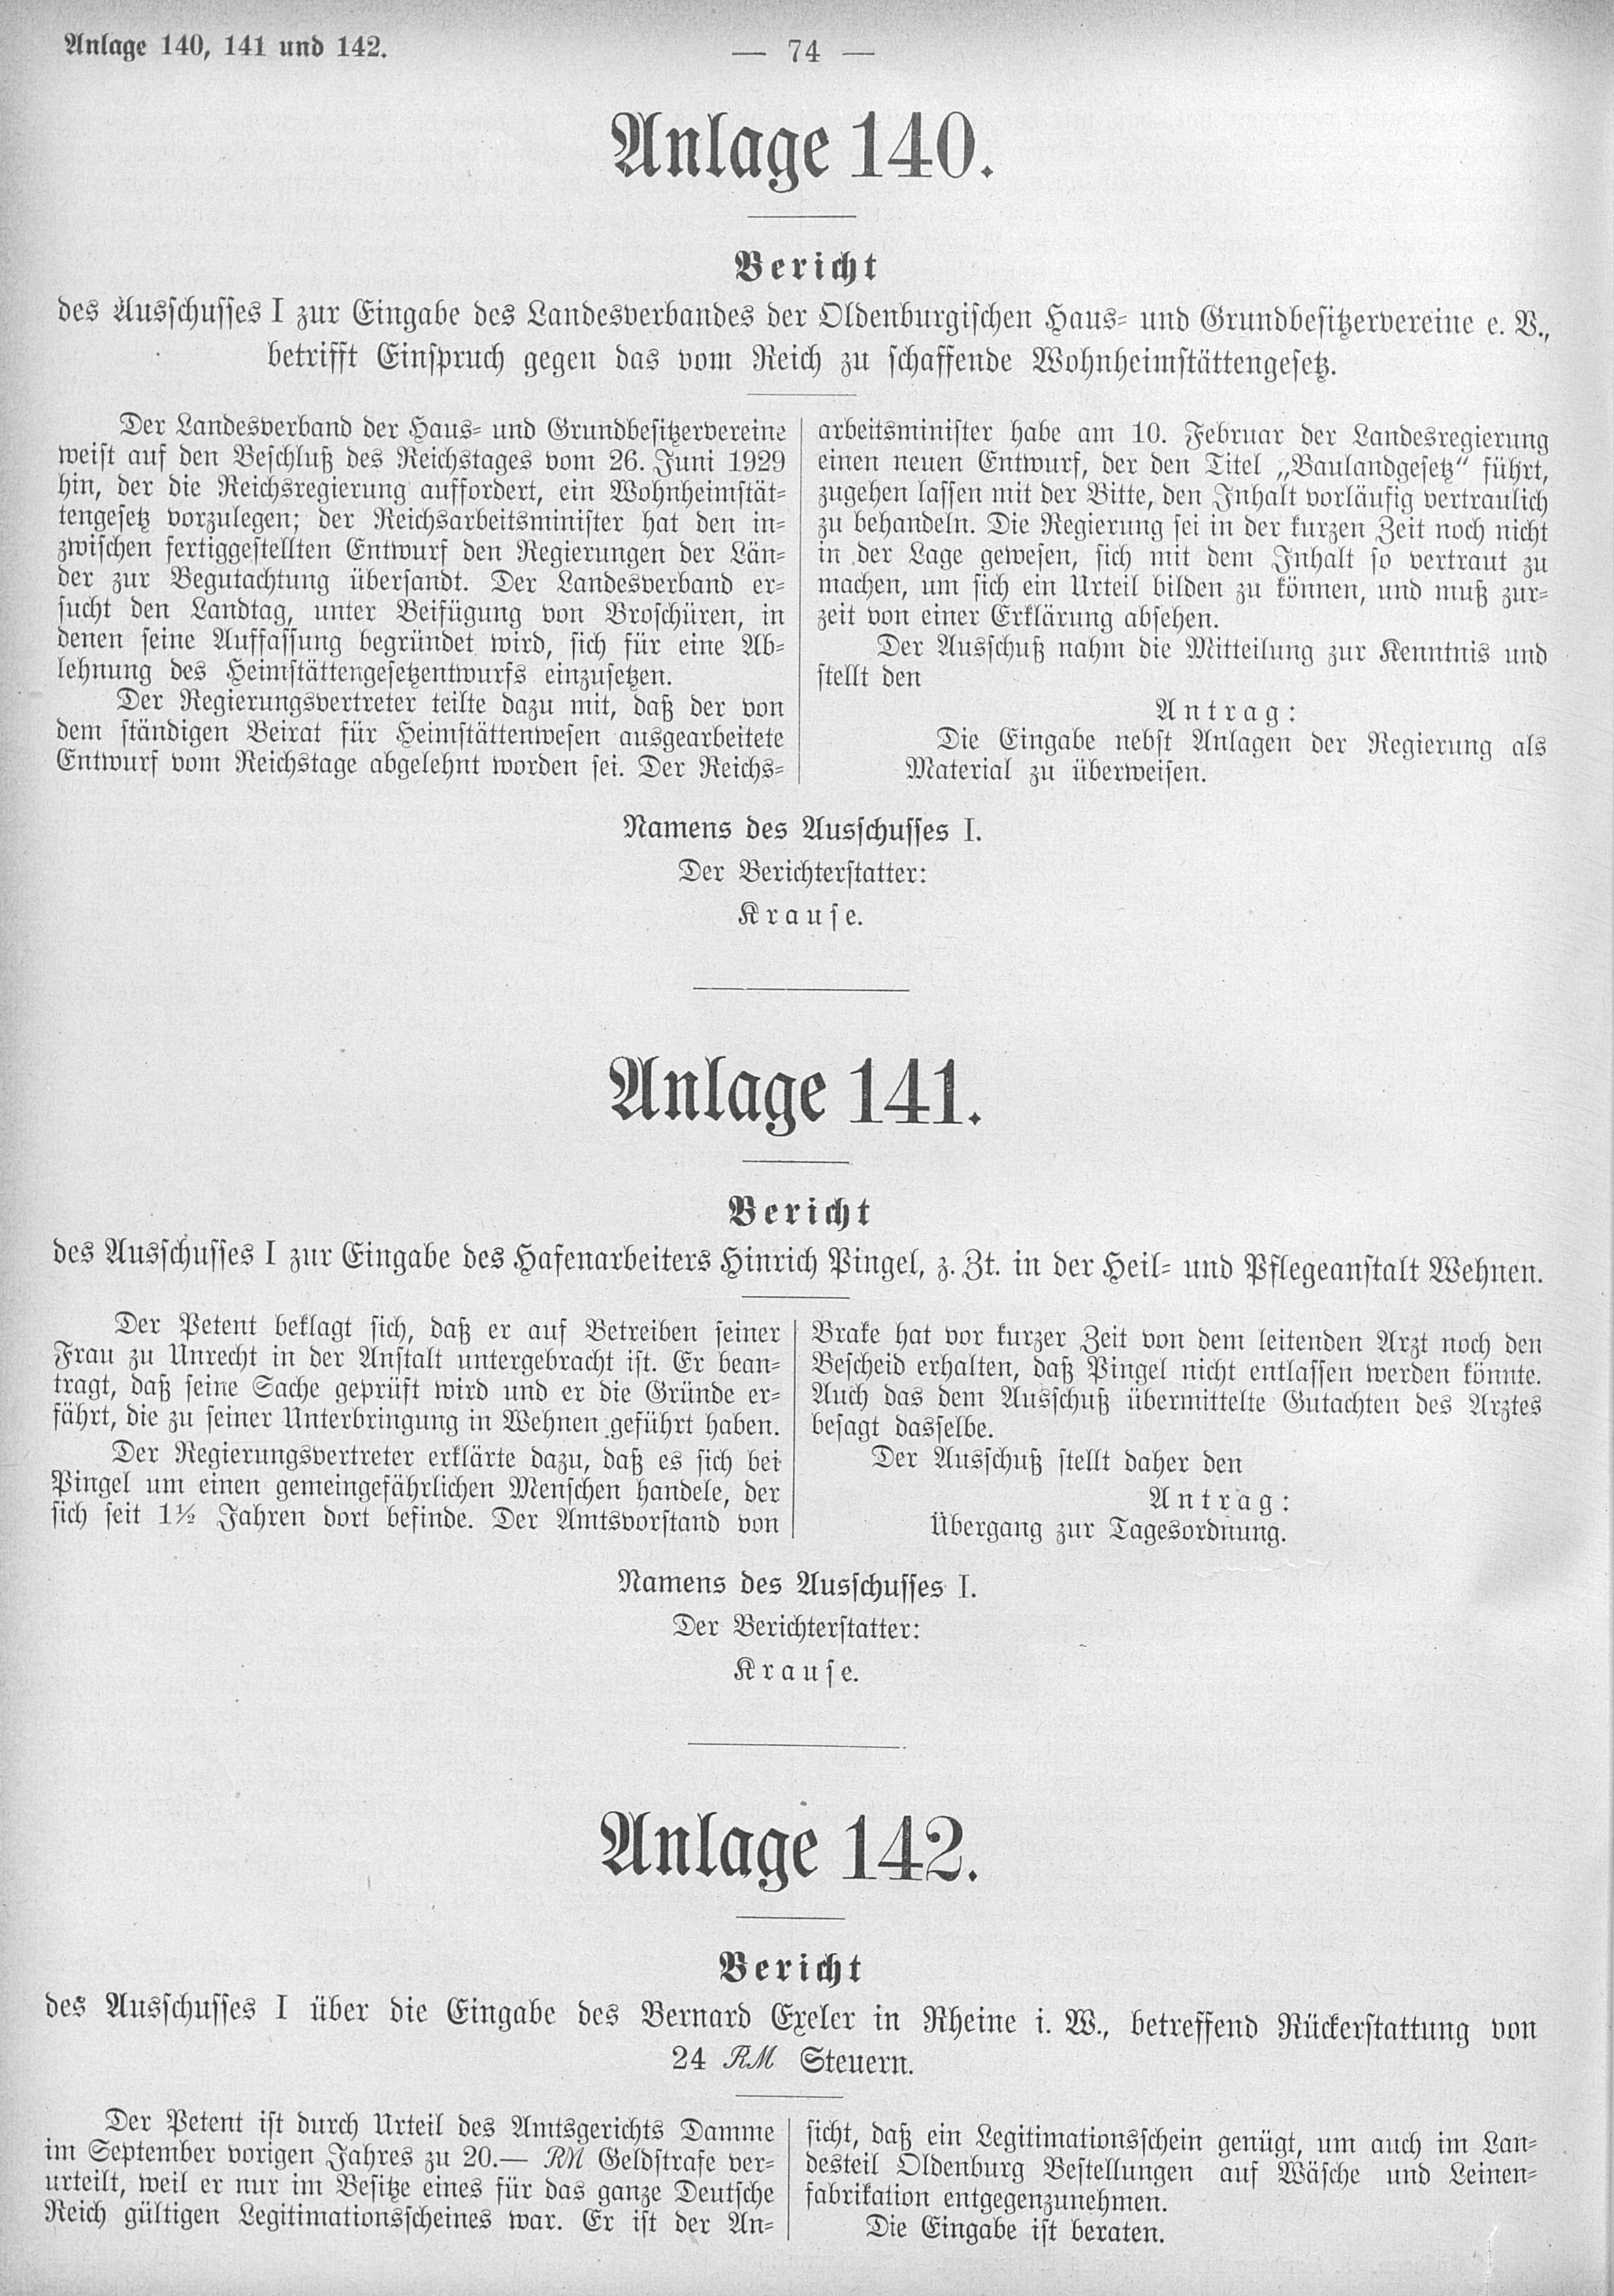 Anlage 140, 141 und 142.
— 74 —
Anlage 140.
Bericht
des Ausschusses I zur Eingabe des Landesverbandes der Oldenburgischen Haus- und Grundbesitzervereine e. V.,
betrifft Einspruch gegen das vom Reich zu schaffende Wohnheimstättengesetz.
Der Landesverband der Haus- und Grundbesitzervereine
weist auf den Beschluß des Reichstages vom 26. Juni 1929
hin, der die Reichsregierung auffordert, ein Wohnheimstät-
tengesetz vorzulegen; der Reichsarbeitsminister hat den in-
zwischen fertiggestellten Entwurf den Regierungen der Län-
der zur Begutachtung übersandt. Der Landesverband er-
sucht den Landtag, unter Beifügung von Broschüren, in
denen seine Auffassung begründet wird, sich für eine Ab-
lehnung des Heimstättengesetzentwurfs einzusetzen.
Der Regierungsvertreter teilte dazu mit, daß der von
dem ständigen Beirat für Heimstättenwesen ausgearbeitete
Entwurf vom Reichstage abgelehnt worden sei. Der Reichs-
arbeitsminister habe am 10. Februar der Landesregierung
einen neuen Entwurf, der den Titel „Baulandgesetz“ führt,
zugehen lassen mit der Bitte, den Inhalt vorläufig vertraulich
zu behandeln. Die Regierung sei in der kurzen Zeit noch nicht
in der Lage gewesen, sich mit dem Inhalt so vertraut zu
machen, um sich ein Urteil bilden zu können, und muß zur-
zeit von einer Erklärung absehen.
Der Ausschuß nahm die Mitteilung zur Kenntnis und
stellt den
Antrag:
Die Eingabe nebst Anlagen der Regierung als
Material zu überweisen.
Namens des Ausschusses I.
Der Berichterstatter:
Krause.
Anlage 141.
Bericht
des Ausschusses I zur Eingabe des Hafenarbeiters Hinrich Pingel, z. Zt. in der Heil- und Pflegeanstalt Wehnen.
Der Petent beklagt sich, daß er auf Betreiben seiner
Frau zu Unrecht in der Anstalt untergebracht ist. Er bean-
tragt, daß seine Sache geprüft wird und er die Gründe er-
fährt, die zu seiner Unterbringung in Wehnen geführt haben.
Der Regierungsvertreter erklärte dazu, daß es sich bei
Pingel um einen gemeingefährlichen Menschen handele, der
sich seit 1½ Jahren dort befinde. Der Amtsvorstand von
Brake hat vor kurzer Zeit von dem leitenden Arzt noch den
Bescheid erhalten, daß Pingel nicht entlassen werden könnte.
Auch das dem Ausschuß übermittelte Gutachten des Arztes
besagt dasselbe.
Der Ausschuß stellt daher den
Antrag:
Übergang zur Tagesordnung.
Namens des Ausschusses I.
Der Berichterstatter:
Krause.
Anlage 142.
Bericht
des Ausschusses I über die Eingabe des Bernard Exeler in Rheine i. W., betreffend Rückerstattung von
24 RM Steuern.
Der Petent ist durch Urteil des Amtsgerichts Damme
im September vorigen Jahres zu 20.— RM Geldstrafe ver-
urteilt, weil er nur im Besitze eines für das ganze Deutsche
Reich gültigen Legitimationsscheines war. Er ist der An-
sicht, daß ein Legitimationsschein genügt, um auch im Lan-
desteil Oldenburg Bestellungen auf Wäsche und Leinen-
fabrikation entgegenzunehmen.
Die Eingabe ist beraten.